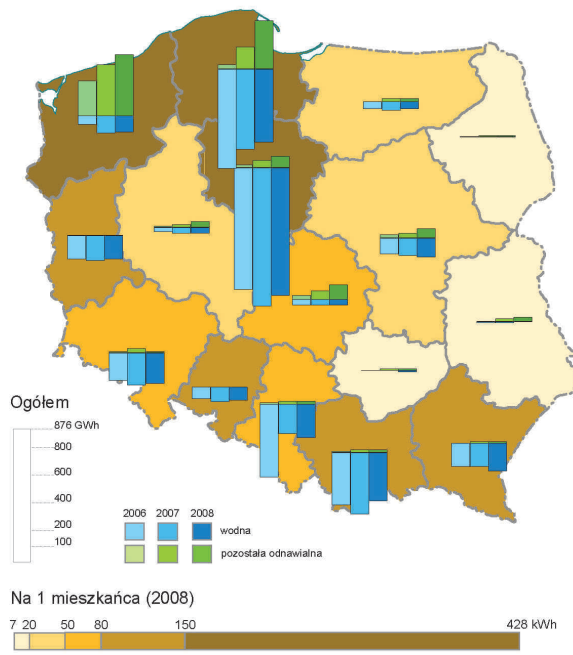 Ogółem
876 GWh
800
600
400
200
100
2006 2007 2008
wodna
pozostała odnawialna
Na 1 mieszkańca (2008)
7 20 50 80 150 428 kWh